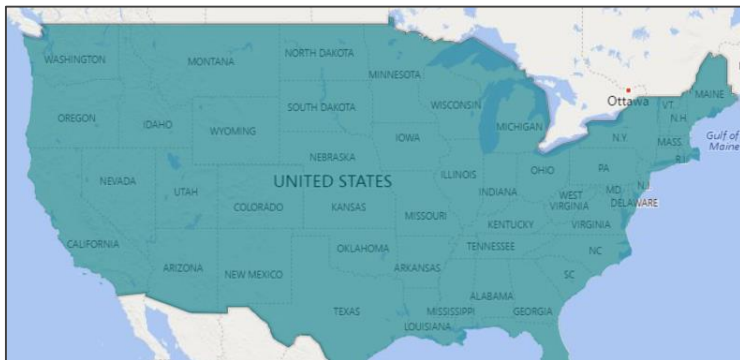 WASHINGTON
MONTANA
NORTH DAKOTA
MINNESOTA
Ottawa
MAINE
VT.
N.H.
OREGON
IDAHO
WYOMING
SOUTH DAKOTA
WISCONSIN
MICHIGAN
N.Y.
MASS.
R.I.
Gulf of
Maine
NEVADA
UTAH
COLORADO
NEBRASKA
IOWA
ILLINOIS
INDIANA
OHIO
PA
N.J.
MD
DELAWARE
UNITED STATES
KANSAS
MISSOURI
KENTUCKY
WEST
VIRGINIA
VIRGINIA
CALIFORNIA
ARIZONA
NEW MEXICO
OKLAHOMA
ARKANSAS
TENNESSEE
NC
SC
TEXAS
LOUISIANA
MISSISSIPPI
ALABAMA
GEORGIA